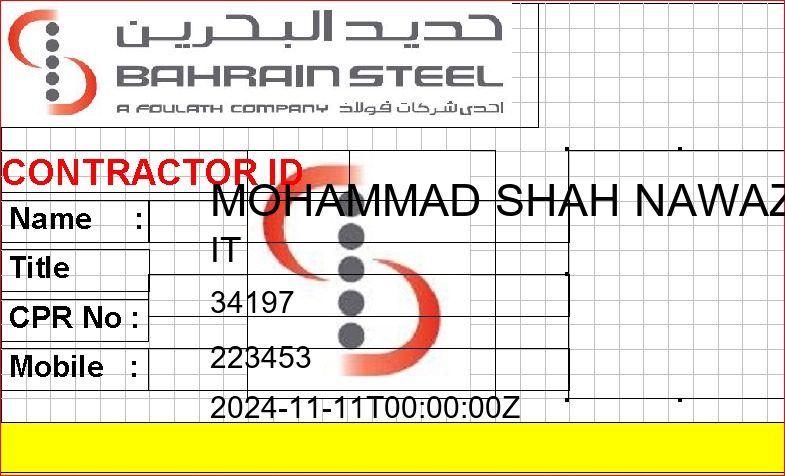 حديد البحرين
BAHRAIN STEEL
A FOULATH COMPANY احدى شركات فولاذ
CONTRACTOR ID
Name : MOHAMMAD SHAH NAWAZ
Title IT
CPR No : 34197
Mobile : 223453
2024-11-11T00:00:00Z